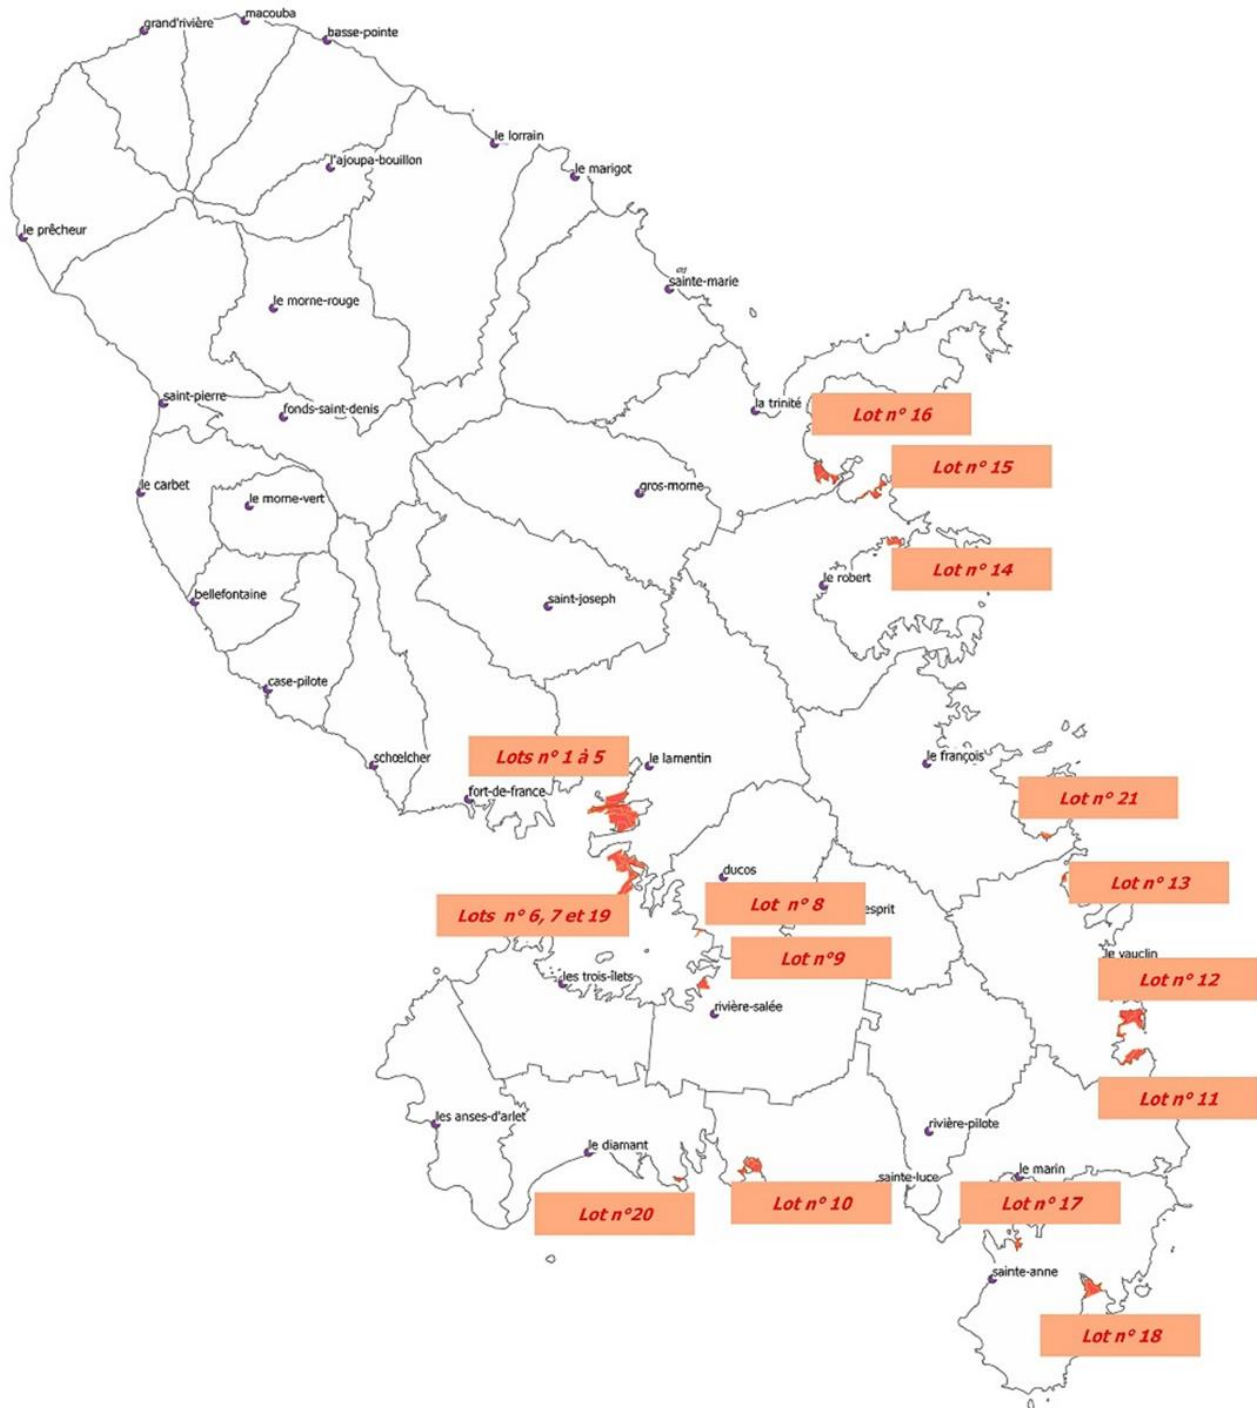 macouba
grand'rivière
basse-pointe
le lorrain
l'ajoupa-bouillon
le marigot
le prêcheur
sainte-marie
le morne-rouge
saint-pierre
fonds-saint-denis
la trinité
Lot n° 16
Lot n° 15
le carbet
le morne-vert
gros-morne
Lot n° 14
le robert
bellefontaine
saint-joseph
case-pilote
schœlcher
Lots n° 1 à 5
le lamentin
le françois
fort-de-france
Lot n° 21
ducos
Lot n° 13
Lots n° 6, 7 et 19
Lot n° 8
esprit
Lot n°9
le vauclin
les trois-îlets
Lot n° 12
rivière-salée
Lot n° 11
les anses-d'arlet
rivière-pilote
le diamant
le marin
sainte-luce
Lot n°20
Lot n° 10
Lot n° 17
sainte-anne
Lot n° 18